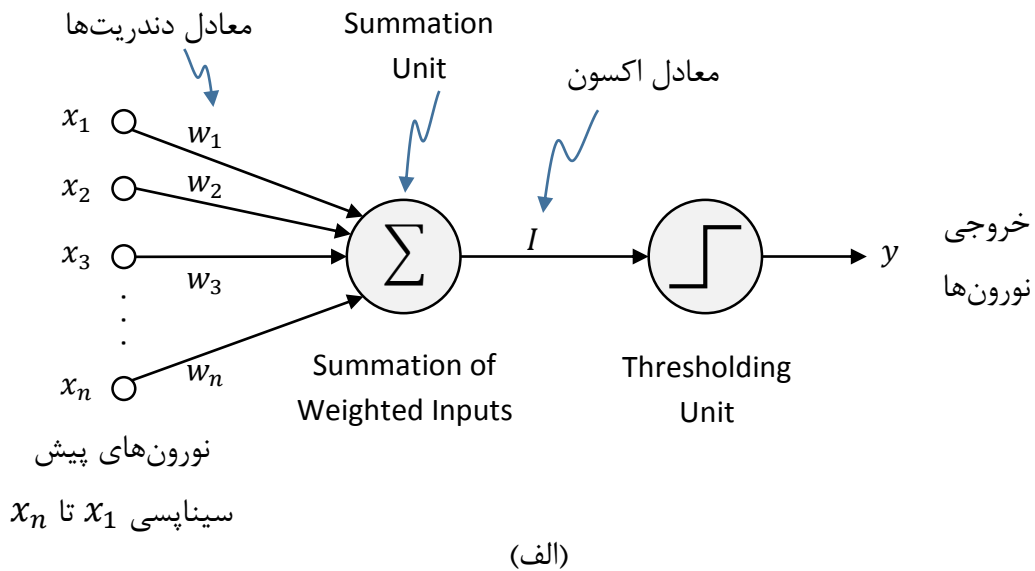 معادل دندریت‌ها
Summation
Unit
معادل اکسون
x₁
w₁
x₂
w₂
x₃
w₃
.
.
.
xₙ
wₙ
∑
I
y
خروجی
نورون‌ها
Summation of
Weighted Inputs
Thresholding
Unit
نورون‌های پیش
سیناپسی x₁ تا xₙ
(الف)